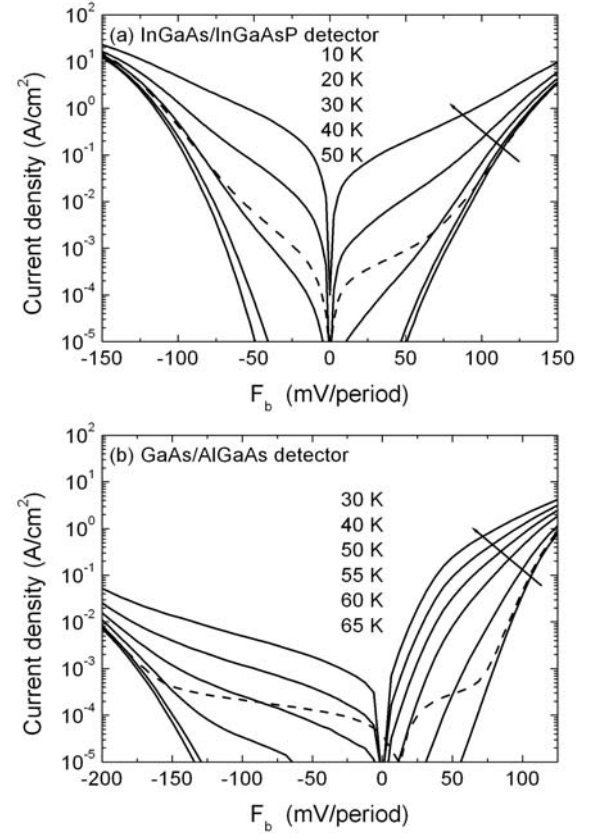 (a) InGaAs/InGaAsP detector
10 K
20 K
30 K
40 K
50 K
Current density (A/cm²)
10²
10¹
10⁰
10⁻¹
10⁻²
10⁻³
10⁻⁴
10⁻⁵
-150 -100 -50 0 50 100 150
F_b (mV/period)
(b) GaAs/AlGaAs detector
30 K
40 K
50 K
55 K
60 K
65 K
Current density (A/cm²)
10²
10¹
10⁰
10⁻¹
10⁻²
10⁻³
10⁻⁴
10⁻⁵
-200 -150 -100 -50 0 50 100
F_b (mV/period)